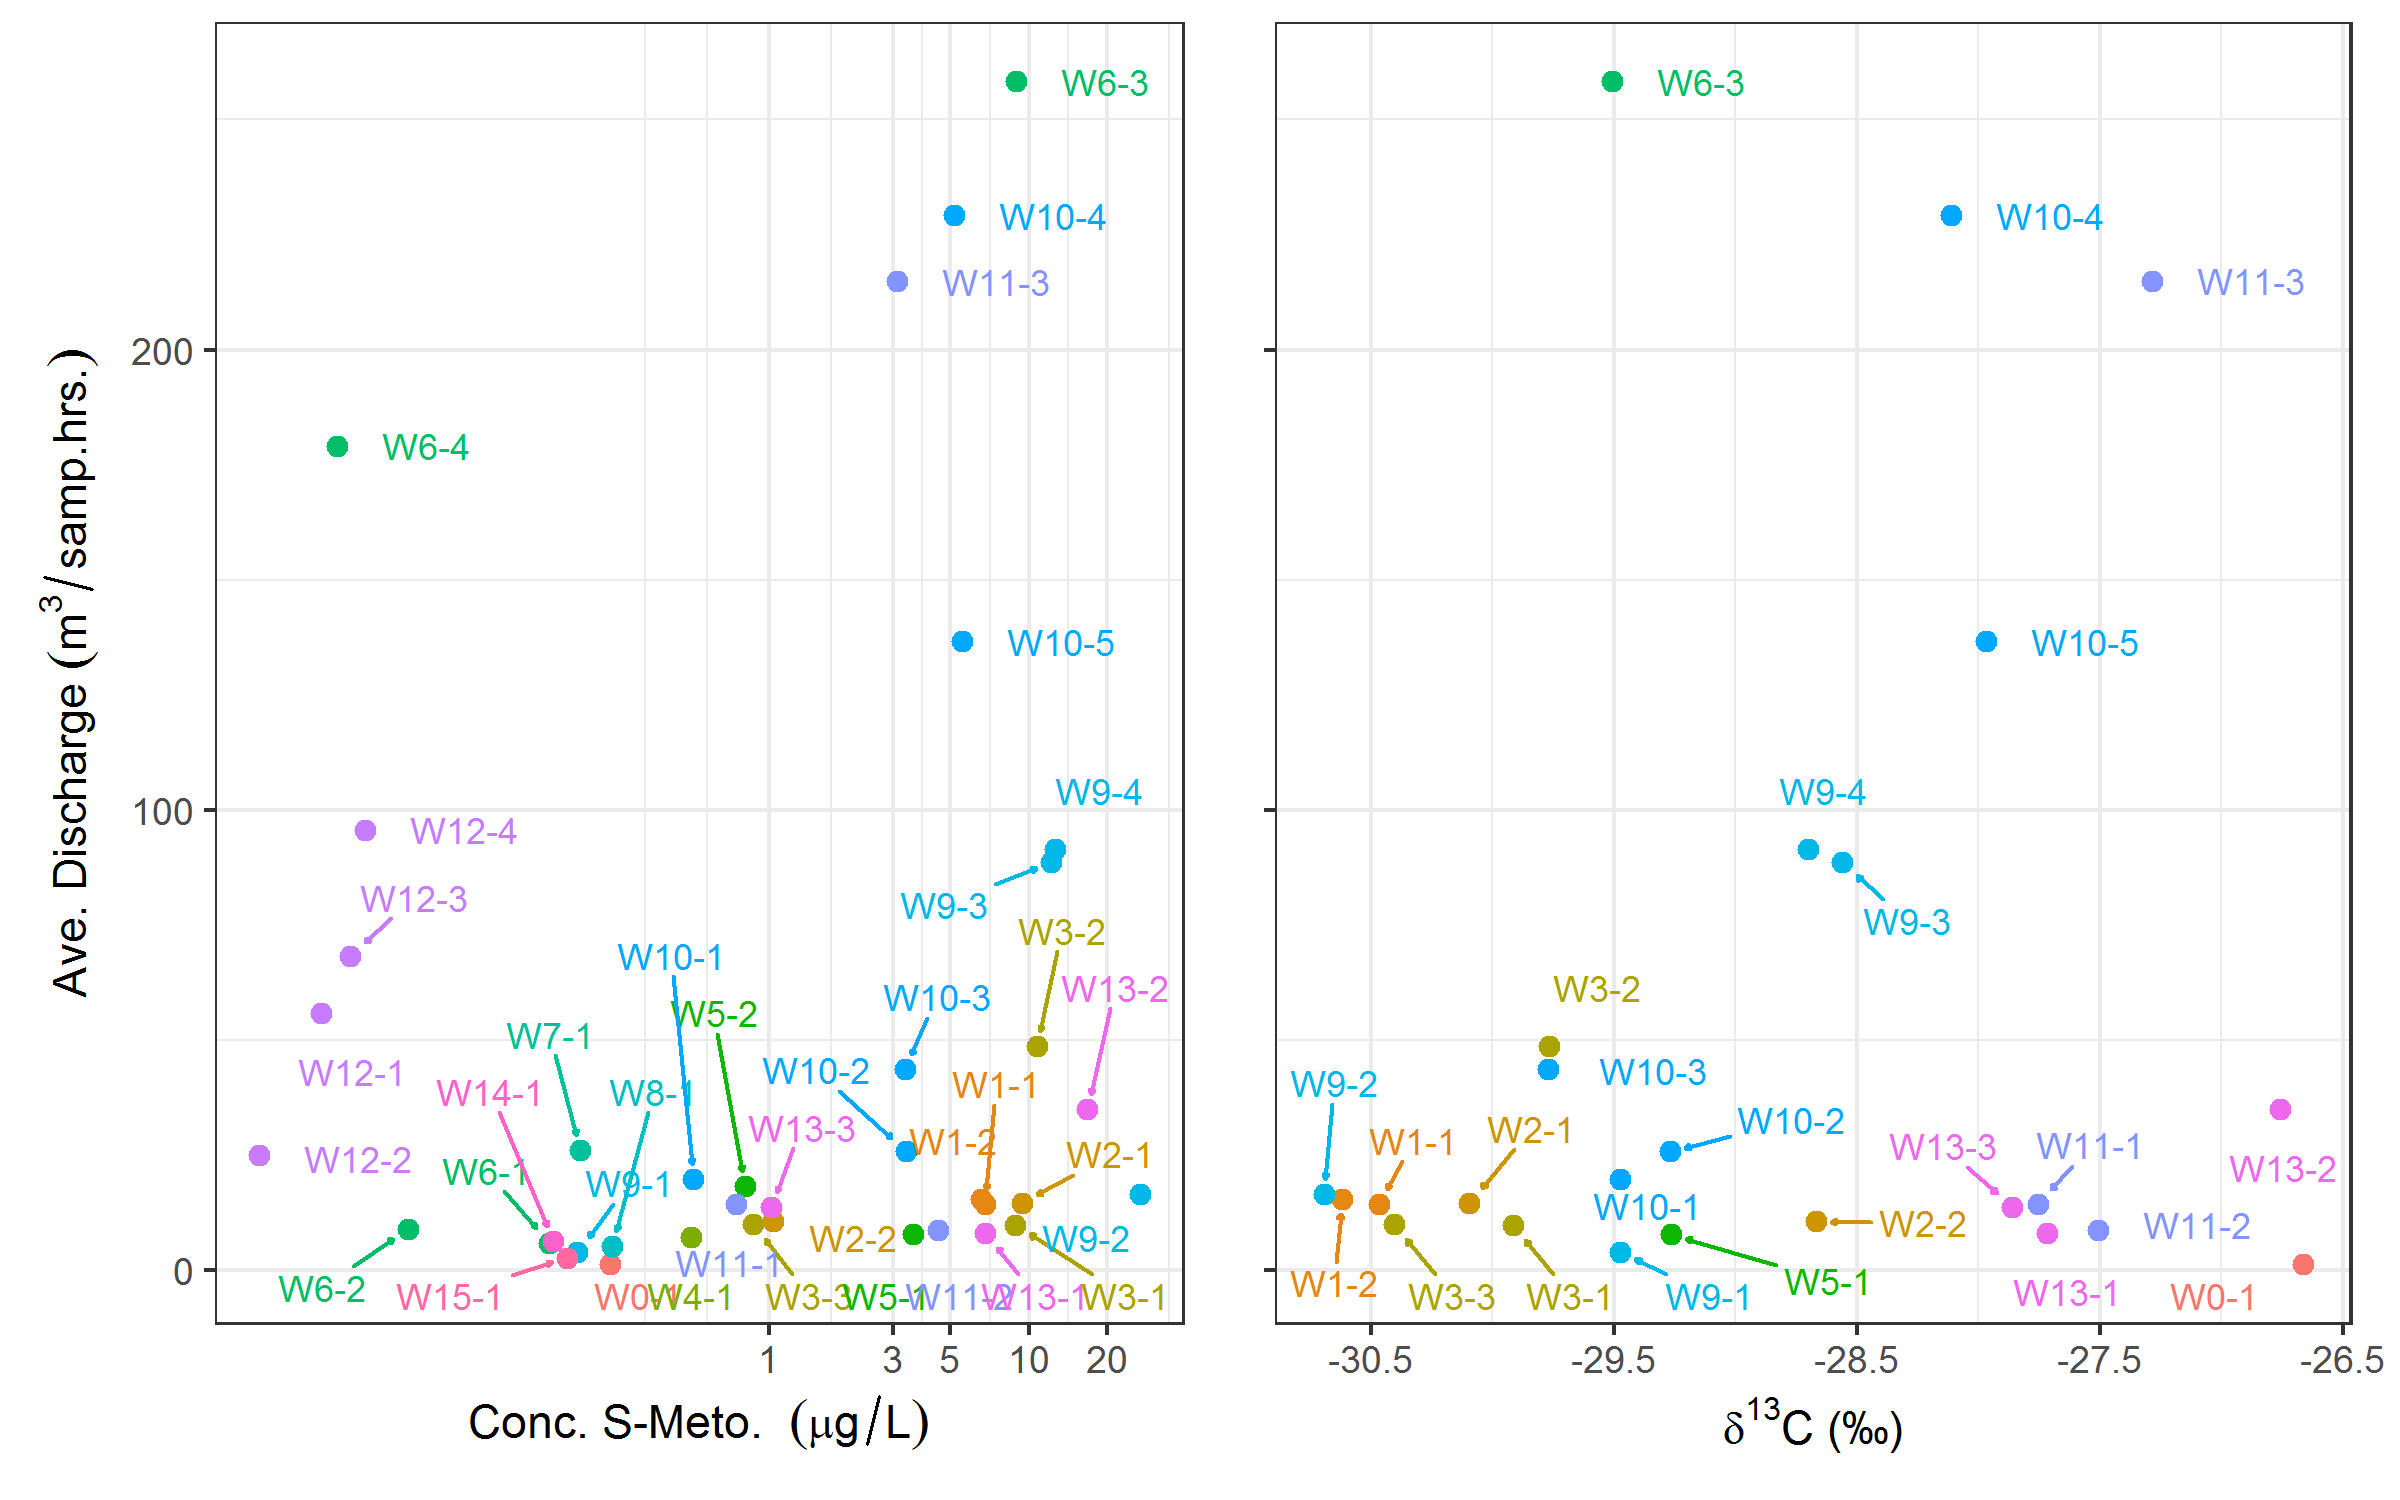 W6-3
W10-4
W11-3
W6-4
W10-5
W9-4
W12-4
W12-3
W9-3
W3-2
W10-1
W13-2
W10-3
W5-2
W7-1
W12-1
W10-2
W1-1
W14-1
W8-1
W13-3
W1-2
W2-1
W12-2
W6-1
W9-1
W2-2
W9-2
W11-1
W6-2
W15-1
W0-1
W4-1
W3-3
W5-1
W11-2
W13-1
W3-1
200
100
0
1
3
5
10
20
Ave. Discharge (m³/samp.hrs.)
Conc. S-Meto. (μg/L)
W6-3
W10-4
W11-3
W10-5
W9-4
W9-3
W3-2
W10-3
W9-2
W10-2
W1-1
W2-1
W13-3
W11-1
W13-2
W10-1
W2-2
W11-2
W1-2
W3-3
W3-1
W9-1
W5-1
W13-1
W0-1
-30.5
-29.5
-28.5
-27.5
-26.5
δ¹³C (‰)